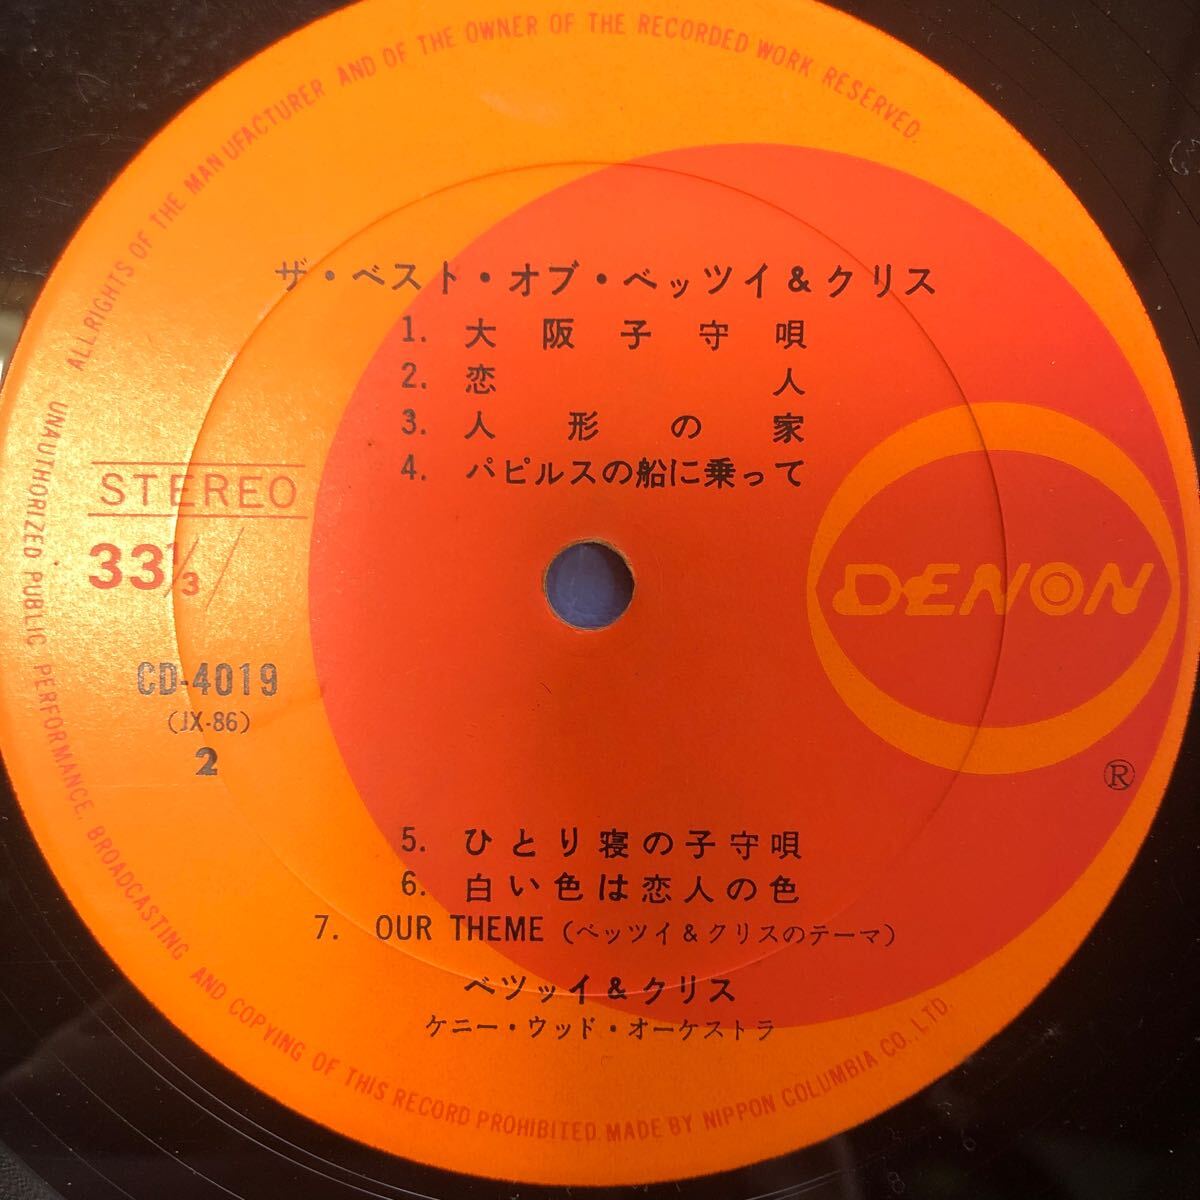 ALL RIGHTS OF THE MANUFACTURER AND OF THE OWNER OF THE RECORDED WORK RESERVED.
ザ・ベスト・オブ・ベッツイ&クリス
1. 大阪子守唄
2. 恋人
3. 人形の家
4. パピルスの船に乗って
STEREO
33⅓
DENON
®
CD-4019
(JX-86)
2
5. ひとり寝の子守唄
6. 白い色は恋人の色
7. OUR THEME (ベッツイ&クリスのテーマ)
ベツッイ&クリス
ケニー・ウッド・オーケストラ
UNAUTHORIZED PUBLIC PERFORMANCE, BROADCASTING AND COPYING OF THIS RECORD PROHIBITED. MADE BY NIPPON COLUMBIA CO., LTD.